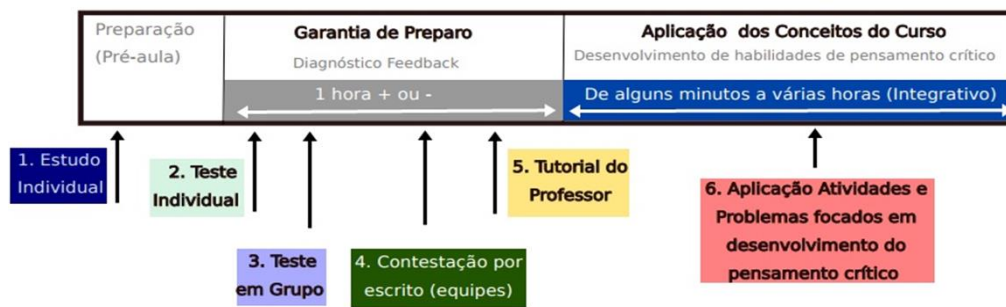 Preparação
(Pré-aula)
Garantia de Preparo
Diagnóstico Feedback
1 hora + ou -
Aplicação dos Conceitos do Curso
Desenvolvimento de habilidades de pensamento crítico
De alguns minutos a várias horas (Integrativo)
1. Estudo
Individual
2. Teste
Individual
3. Teste
em Grupo
4. Contestação por
escrito (equipes)
5. Tutorial do
Professor
6. Aplicação Atividades e
Problemas focados em
desenvolvimento do
pensamento crítico